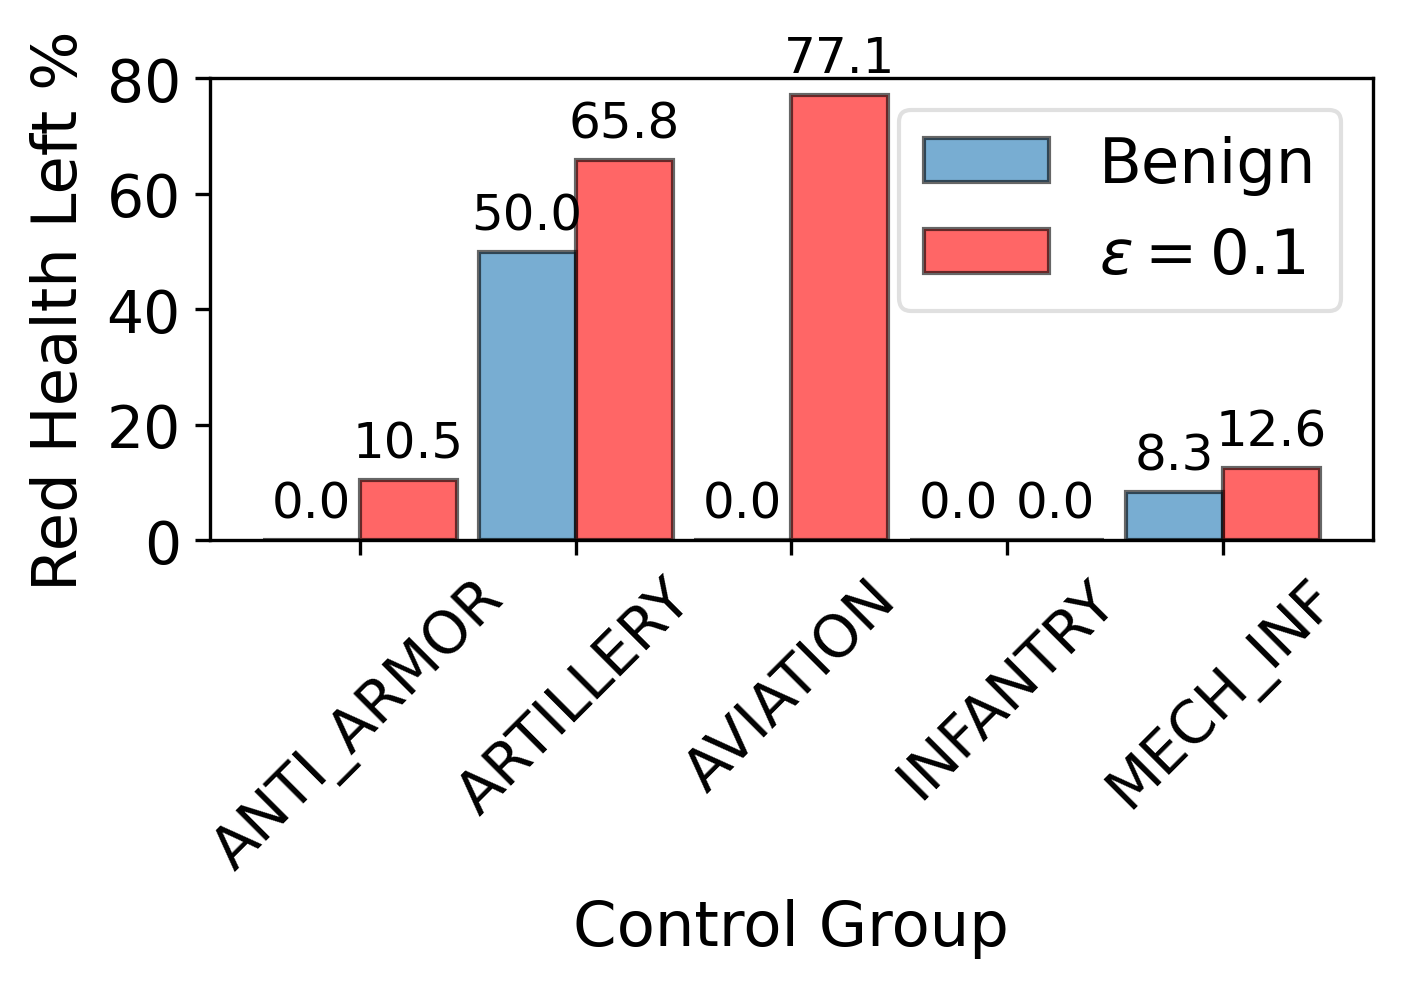 Red Health Left %
80
60
40
20
0
0.0 10.5 50.0 65.8 0.0 77.1 0.0 0.0 8.3 12.6
Benign
ε = 0.1
ANTI_ARMOR
ARTILLERY
AVIATION
INFANTRY
MECH_INF
Control Group